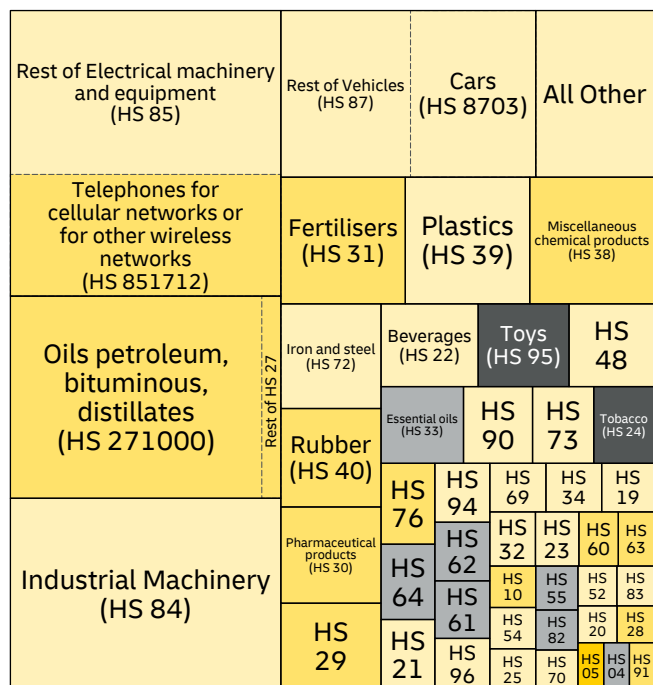 Rest of Electrical machinery
and equipment
(HS 85)
Rest of Vehicles
(HS 87)
Cars
(HS 8703)
All Other
Telephones for
cellular networks or
for other wireless
networks
(HS 851712)
Fertilisers
(HS 31)
Plastics
(HS 39)
Miscellaneous
chemical products
(HS 38)
Oils petroleum,
bituminous,
distillates
(HS 271000)
Rest of HS 27
Iron and steel
(HS 72)
Beverages
(HS 22)
Toys
(HS 95)
HS
48
Essential oils
(HS 33)
HS
90
HS
73
Tobacco
(HS 24)
Rubber
(HS 40)
HS
76
HS
94
HS
69
HS
34
HS
19
Industrial Machinery
(HS 84)
Pharmaceutical
products
(HS 30)
HS
64
HS
62
HS
32
HS
23
HS
60
HS
63
HS
61
HS
10
HS
55
HS
52
HS
83
HS
29
HS
21
HS
96
HS
54
HS
82
HS
20
HS
28
HS
25
HS
70
HS
05
HS
04
HS
91